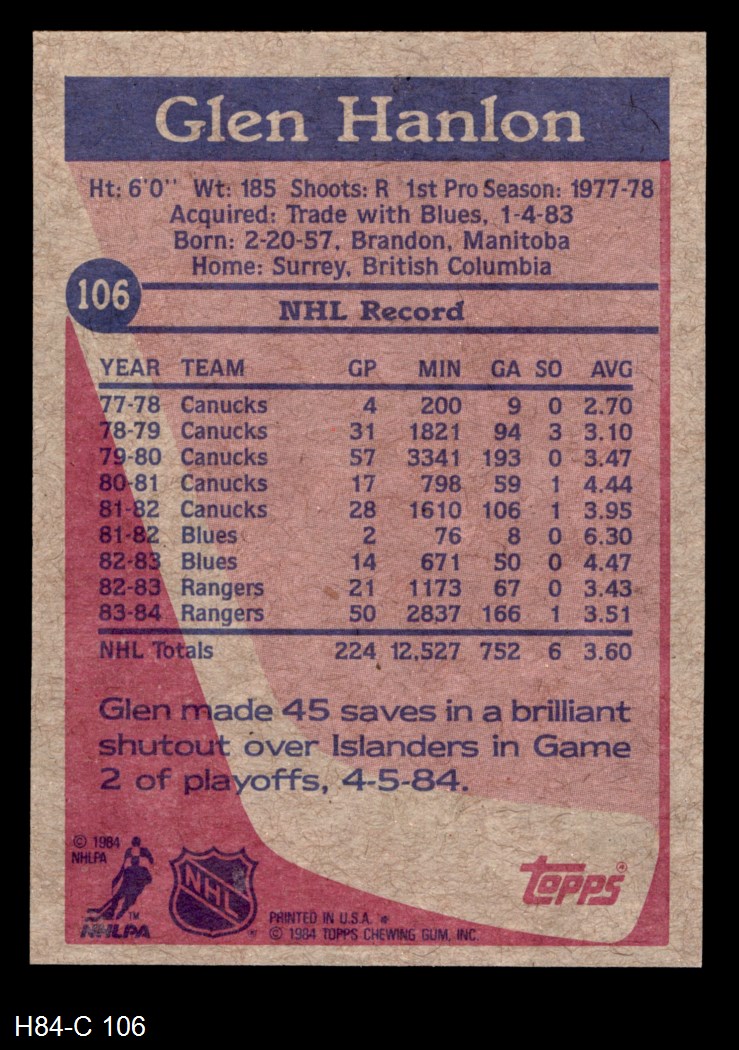 Glen Hanlon
Ht: 6'0'' Wt: 185 Shoots: R 1st Pro Season: 1977-78
Acquired: Trade with Blues, 1-4-83
Born: 2-20-57, Brandon, Manitoba
Home: Surrey, British Columbia
106
NHL Record
YEAR TEAM GP MIN GA SO AVG
77-78 Canucks 4 200 9 0 2.70
78-79 Canucks 31 1821 94 3 3.10
79-80 Canucks 57 3341 193 0 3.47
80-81 Canucks 17 798 59 1 4.44
81-82 Canucks 28 1610 106 1 3.95
81-82 Blues 2 76 8 0 6.30
82-83 Blues 14 671 50 0 4.47
82-83 Rangers 21 1173 67 0 3.43
83-84 Rangers 50 2837 166 1 3.51
NHL Totals 224 12,527 752 6 3.60
Glen made 45 saves in a brilliant
shutout over Islanders in Game
2 of playoffs, 4-5-84.
© 1984
NHLPA
TM
NHLPA
NHL
®
PRINTED IN U.S.A.
© 1984 TOPPS CHEWING GUM, INC.
topps®
H84-C 106